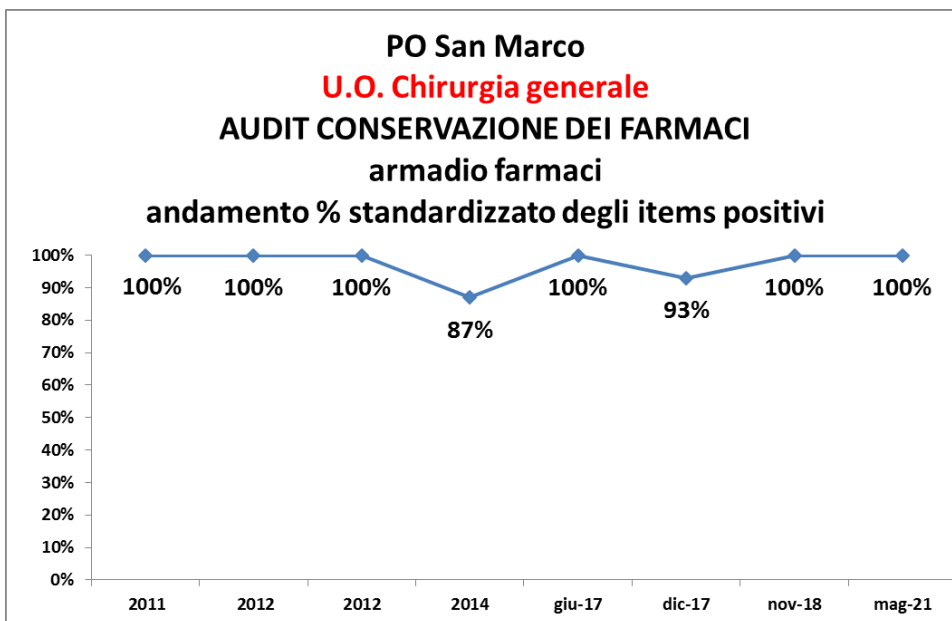 PO San Marco
U.O. Chirurgia generale
AUDIT CONSERVAZIONE DEI FARMACI
armadio farmaci
andamento % standardizzato degli items positivi
100%
90%
80%
70%
60%
50%
40%
30%
20%
10%
0%
100% 100% 100% 87% 100% 93% 100% 100%
2011 2012 2012 2014 giu-17 dic-17 nov-18 mag-21